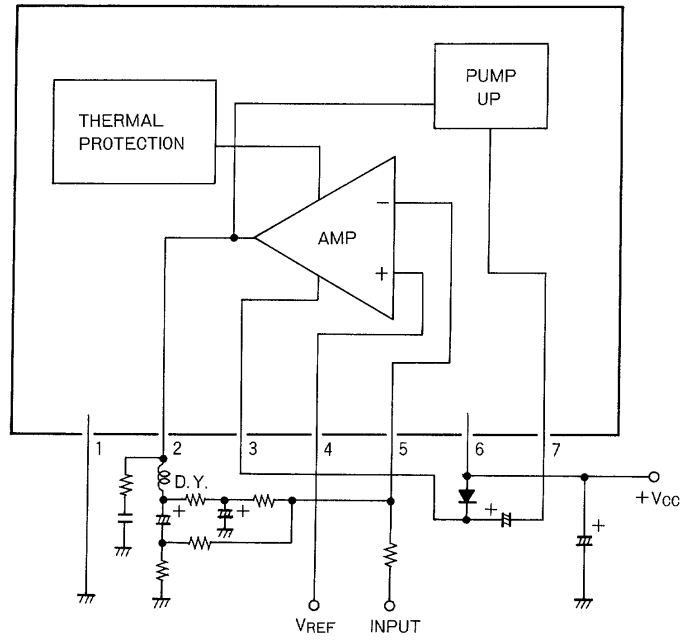 PUMP
UP
THERMAL
PROTECTION
−
AMP
+
1 2 3 4 5 6 7
D.Y.
+ +
+
+
+VCC
VREF INPUT